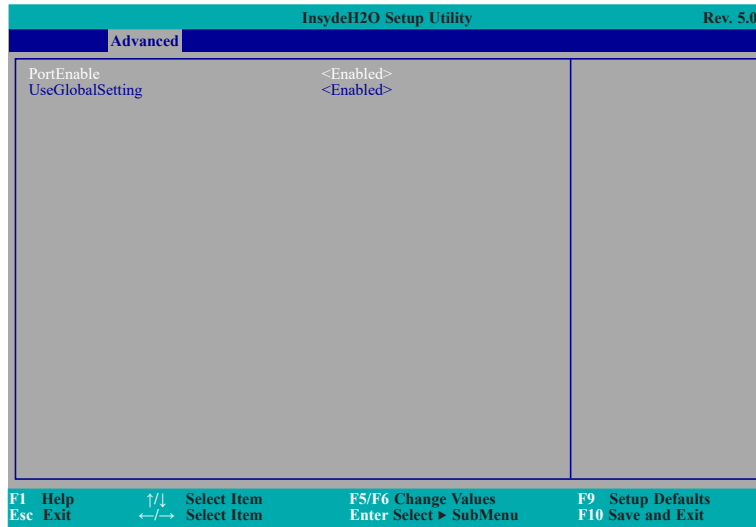 InsydeH2O Setup Utility Rev. 5.0
Advanced
PortEnable <Enabled>
UseGlobalSetting <Enabled>
F1 Help ↑/↓ Select Item F5/F6 Change Values F9 Setup Defaults
Esc Exit ←/→ Select Item Enter Select ► SubMenu F10 Save and Exit